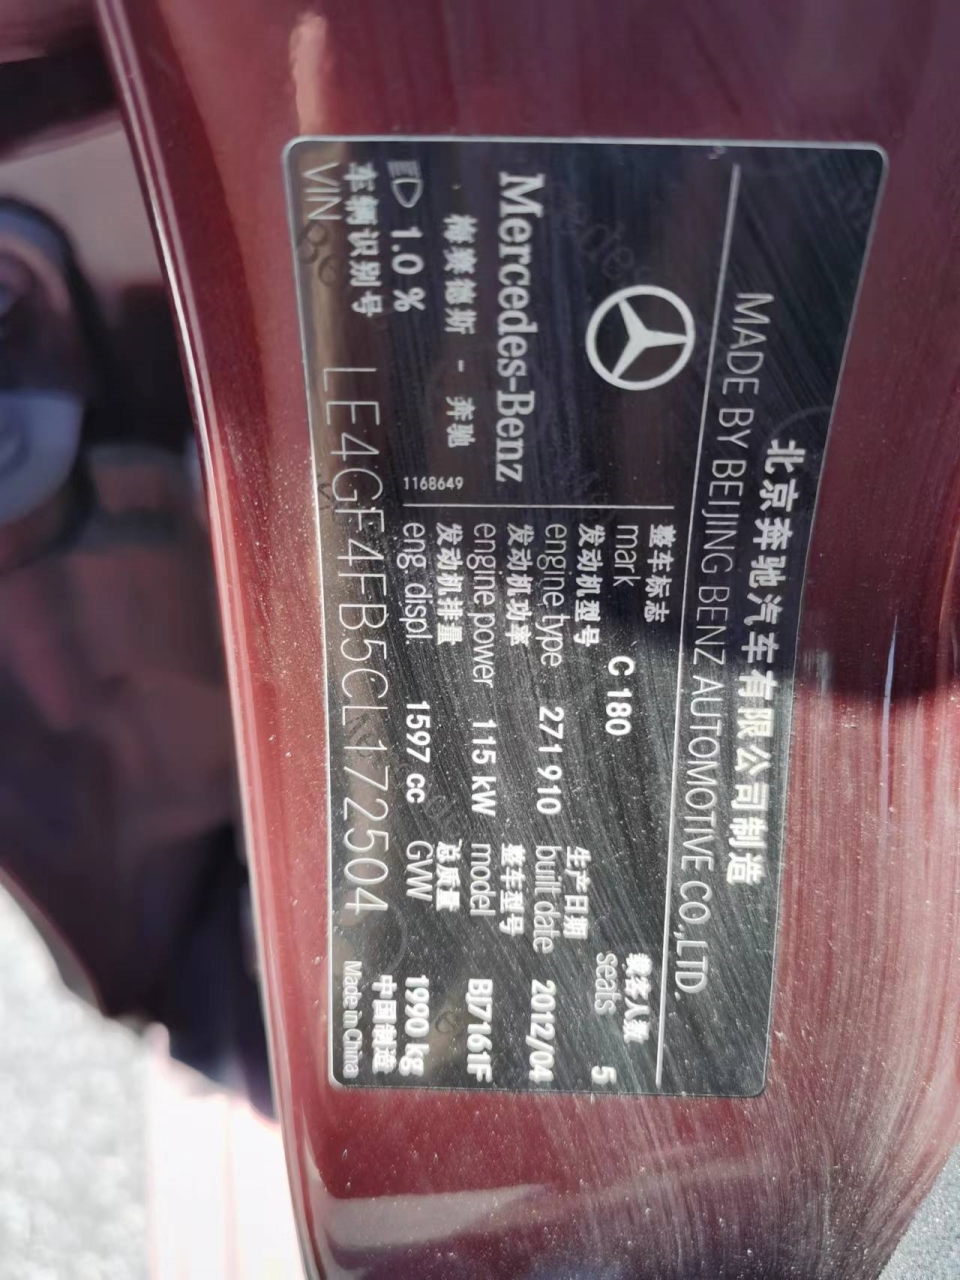 北京奔驰汽车有限公司制造
MADE BY BEIJING BENZ AUTOMOTIVE CO.,LTD.
Mercedes-Benz
梅赛德斯 - 奔驰
1.0 %
1168649
整车标志
mark C 180
乘客人数
seats 5
发动机型号
engine type 271 910
生产日期
built date 2012/04
发动机功率
engine power 115 kW
整车型号
model BJ7161F
发动机排量
eng. displ. 1597 cc
总质量
GVW 1990 kg
车辆识别号
VIN LE4GF4FB5CL172504
中国制造
Made in China